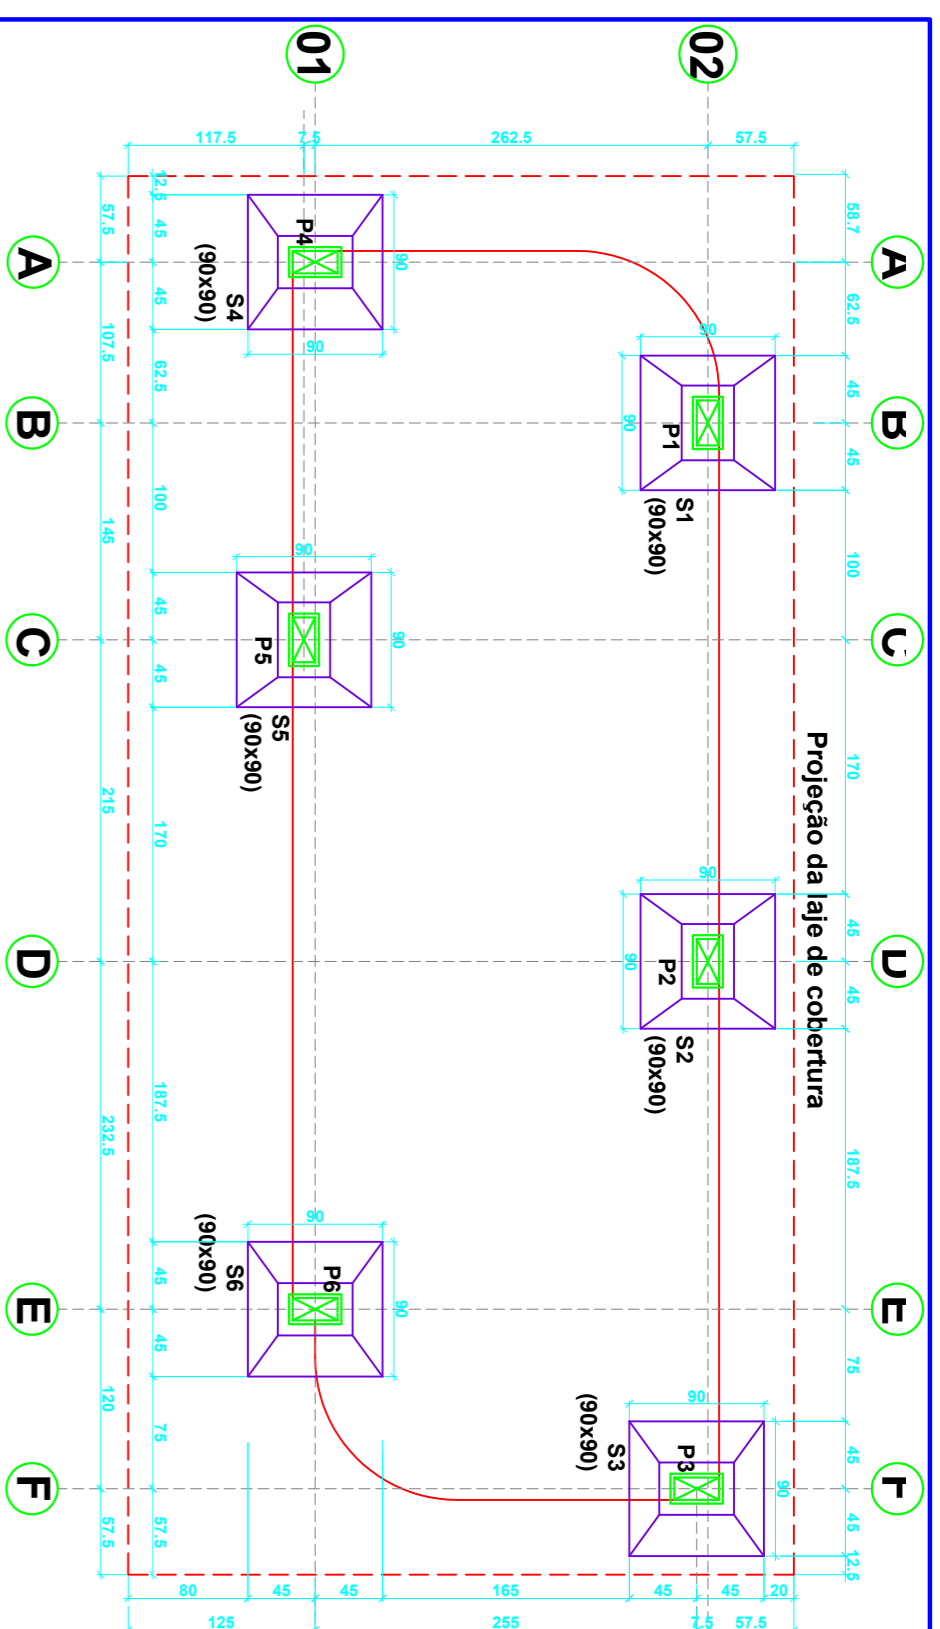 01
02
117.5
7.5
262.5
57.5
12.5
45
45
62.5
100
45
45
170
187.5
45
45
75
57.5
57.5
107.5
145
215
232.5
120
57.5
58.7
62.5
45
45
100
170
45
45
187.5
75
45
45
12.5
A
B
C
D
E
F
A
B
D
P4
S4
(90x90)
90
90
P1
S1
(90x90)
90
90
P5
S5
(90x90)
90
90
P2
S2
(90x90)
90
90
P6
S6
(90x90)
90
90
P3
S3
(90x90)
90
90
Projeção da laje de cobertura
80
45
45
165
45
45
20
125
255
7.5
57.5